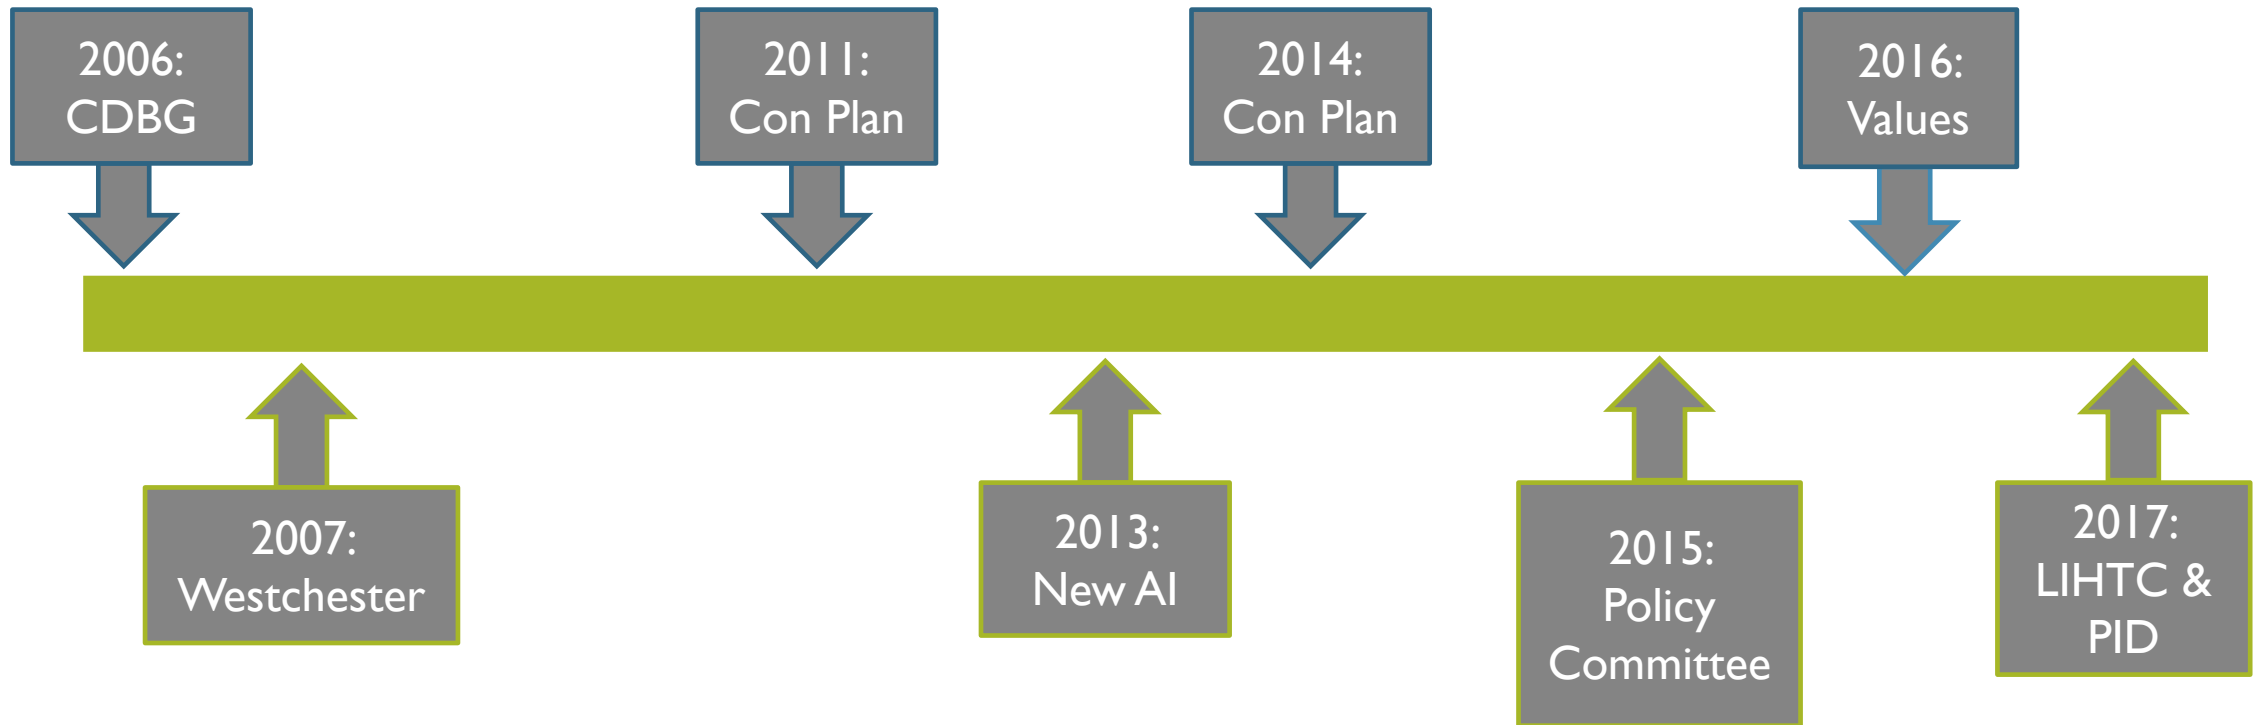 2006:
CDBG
2011:
Con Plan
2014:
Con Plan
2016:
Values
2007:
Westchester
2013:
New AI
2015:
Policy
Committee
2017:
LIHTC &
PID